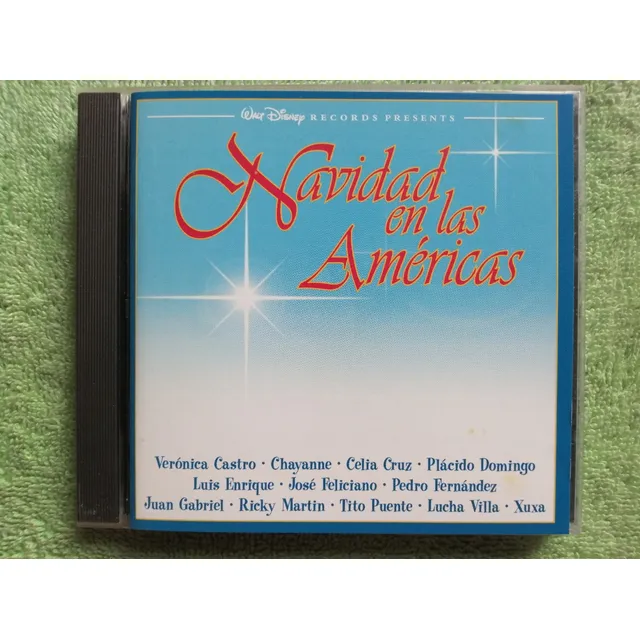 Walt Disney RECORDS PRESENTS
Navidad
en las
Américas
Verónica Castro · Chayanne · Celia Cruz · Plácido Domingo
Luis Enrique · José Feliciano · Pedro Fernández
Juan Gabriel · Ricky Martin · Tito Puente · Lucha Villa · Xuxa